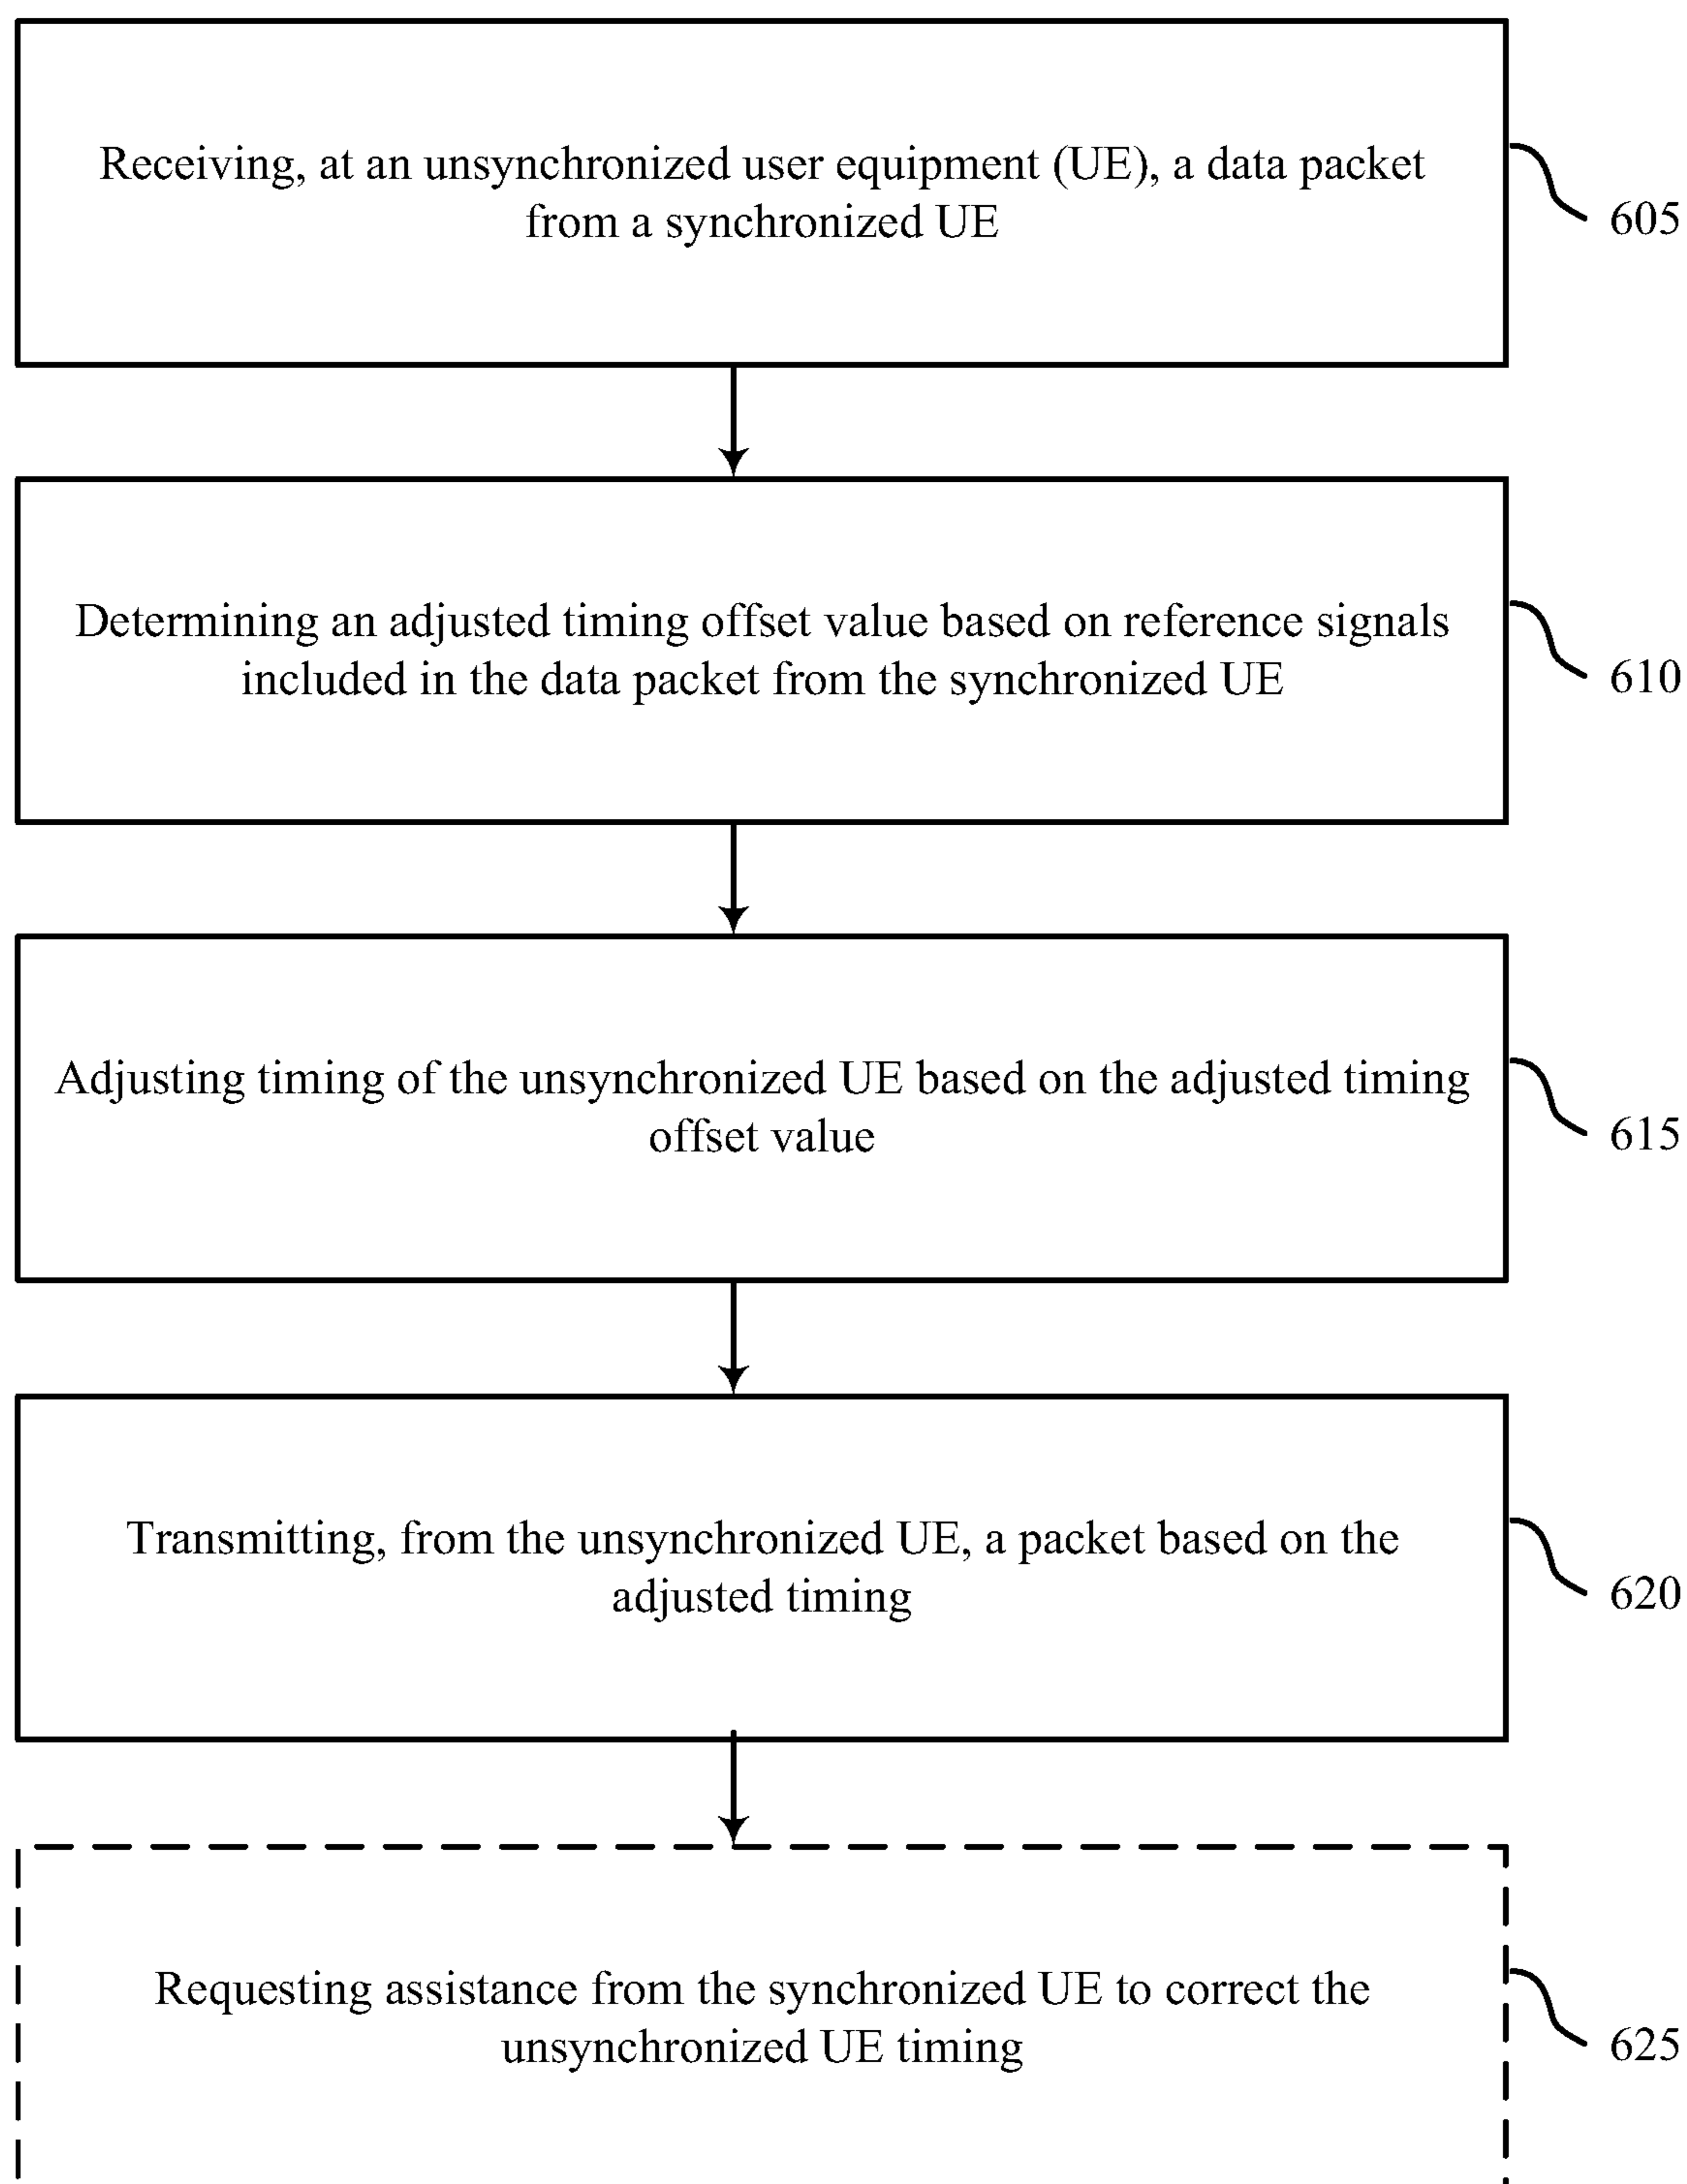 Receiving, at an unsynchronized user equipment (UE), a data packet
from a synchronized UE
605
Determining an adjusted timing offset value based on reference signals
included in the data packet from the synchronized UE
610
Adjusting timing of the unsynchronized UE based on the adjusted timing
offset value
615
Transmitting, from the unsynchronized UE, a packet based on the
adjusted timing
620
Requesting assistance from the synchronized UE to correct the
unsynchronized UE timing
625